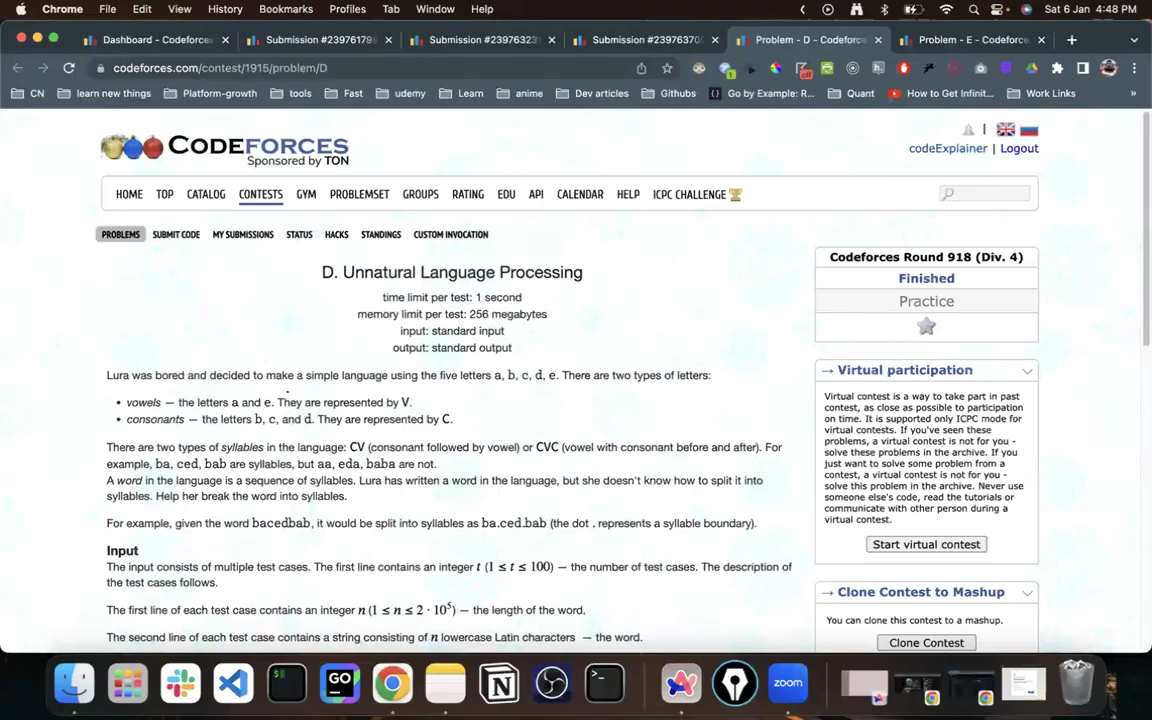 Chrome File Edit View History Bookmarks Profiles Tab Window Help Sat 6 Jan 4:48 PM
Dashboard - Codeforces Submission #2397617 Submission #2397632 Submission #2397637 Problem - D - Codeforce Problem - E - Codeforce
codeforces.com/contest/1915/problem/D
CN learn new things Platform-growth tools Fast udemy Learn anime Dev articles Githubs Go by Example: R... Quant How to Get Infinit... Work Links »
CODEFORCES
Sponsored by TON
codeExplainer | Logout
HOME TOP CATALOG CONTESTS GYM PROBLEMSET GROUPS RATING EDU API CALENDAR HELP ICPC CHALLENGE
PROBLEMS SUBMIT CODE MY SUBMISSIONS STATUS HACKS STANDINGS CUSTOM INVOCATION
D. Unnatural Language Processing
time limit per test: 1 second
memory limit per test: 256 megabytes
input: standard input
output: standard output
Lura was bored and decided to make a simple language using the five letters a, b, c, d, e. There are two types of letters:
• vowels — the letters a and e. They are represented by V.
• consonants — the letters b, c, and d. They are represented by C.
There are two types of syllables in the language: CV (consonant followed by vowel) or CVC (vowel with consonant before and after). For
example, ba, ced, bab are syllables, but aa, eda, baba are not.
A word in the language is a sequence of syllables. Lura has written a word in the language, but she doesn't know how to split it into
syllables. Help her break the word into syllables.
For example, given the word bacedbab, it would be split into syllables as ba.ced.bab (the dot . represents a syllable boundary).
Input
The input consists of multiple test cases. The first line contains an integer t (1 ≤ t ≤ 100) — the number of test cases. The description of
the test cases follows.
The first line of each test case contains an integer n (1 ≤ n ≤ 2 · 10⁵) — the length of the word.
The second line of each test case contains a string consisting of n lowercase Latin characters — the word.
Codeforces Round 918 (Div. 4)
Finished
Practice
→ Virtual participation
Virtual contest is a way to take part in past
contest, as close as possible to participation
on time. It is supported only ICPC mode for
virtual contests. If you've seen these
problems, a virtual contest is not for you -
solve these problems in the archive. If you
just want to solve some problem from a
contest, a virtual contest is not for you -
solve this problem in the archive. Never use
someone else's code, read the tutorials or
communicate with other person during a
virtual contest.
Start virtual contest
→ Clone Contest to Mashup
You can clone this contest to a mashup.
Clone Contest
GO
zoom